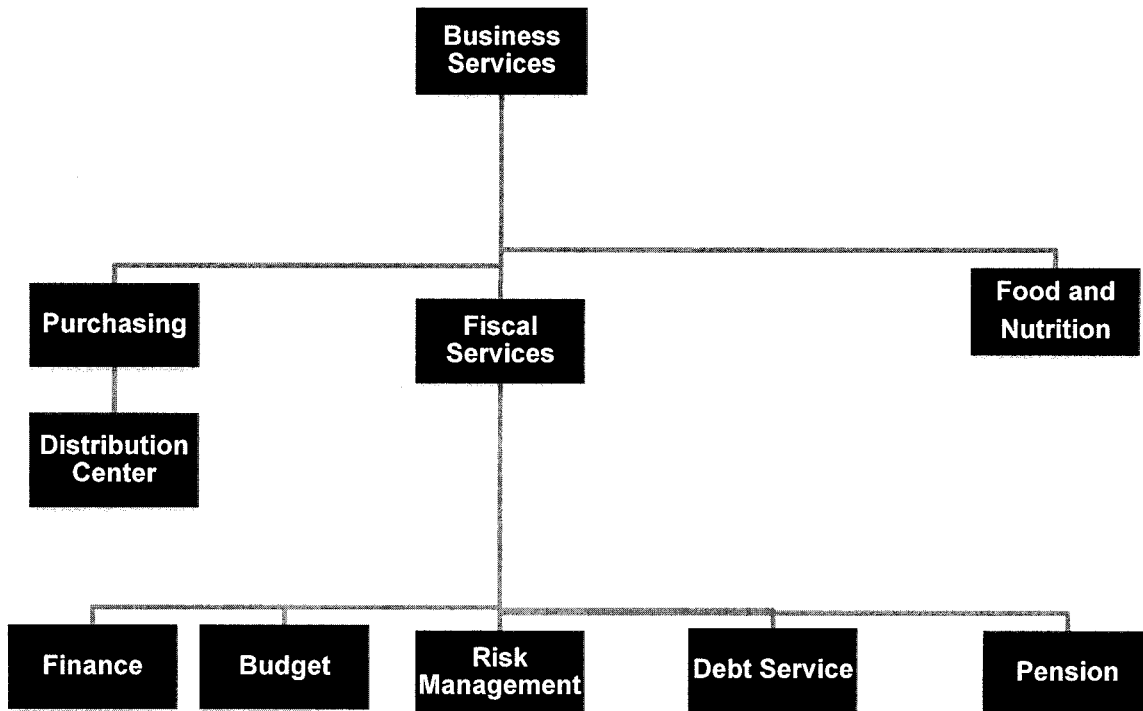 Business
Services
Purchasing
Fiscal
Services
Food and
Nutrition
Distribution
Center
Finance
Budget
Risk
Management
Debt Service
Pension